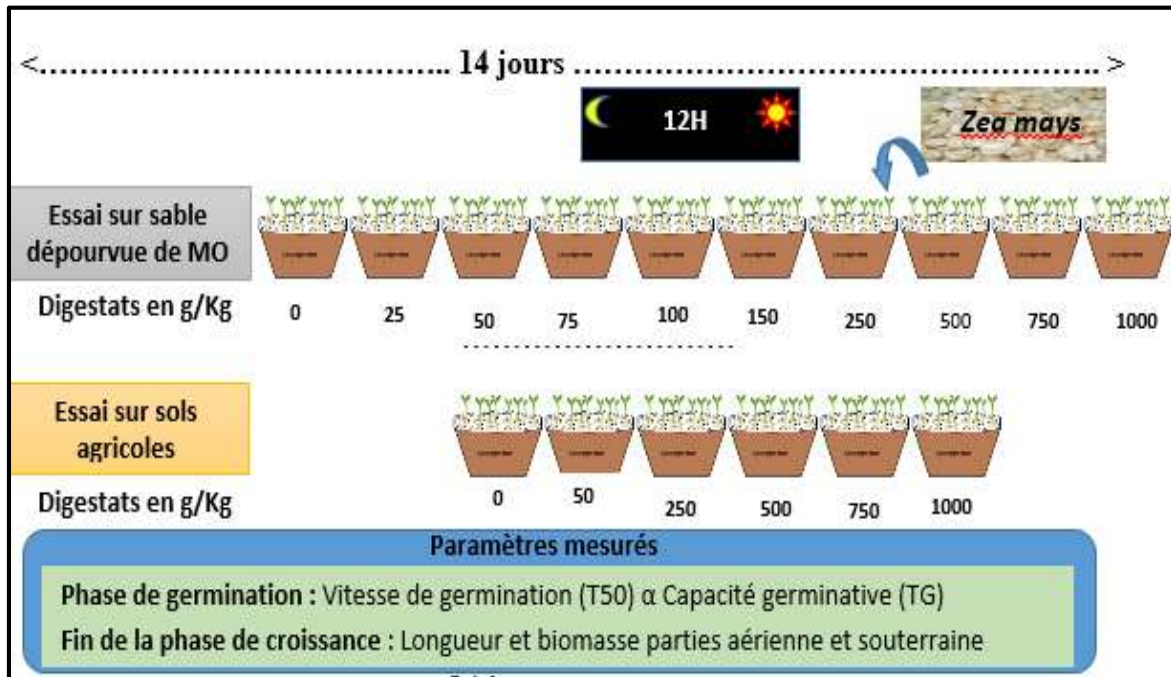 <.......................................... 14 jours ...................................................... >
12H
Zea mays
Essai sur sable
dépourvue de MO
Digestats en g/Kg
0 25 50 75 100 150 250 500 750 1000
Essai sur sols
agricoles
Digestats en g/Kg
0 50 250 500 750 1000
Paramètres mesurés
Phase de germination : Vitesse de germination (T50) α Capacité germinative (TG)
Fin de la phase de croissance : Longueur et biomasse parties aérienne et souterraine